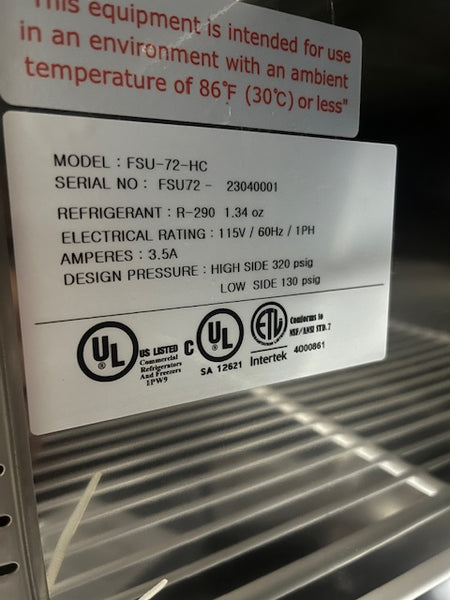 "This equipment is intended for use
in an environment with an ambient
temperature of 86°F (30℃) or less"
MODEL : FSU-72-HC
SERIAL NO : FSU72 - 23040001
REFRIGERANT : R-290 1.34 oz
ELECTRICAL RATING : 115V / 60Hz / 1PH
AMPERES : 3.5A
DESIGN PRESSURE : HIGH SIDE 320 psig
LOW SIDE 130 psig
UL
US LISTED
Commercial
Refrigerators
And Freezers
1PW9
C UL
SA 12621
ETL
Intertek
Conforms to
NSF/ANSI STD.7
4000861